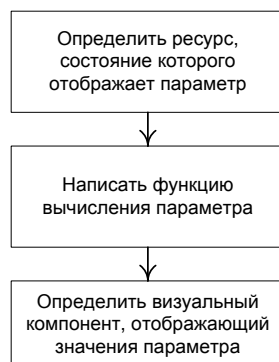 Определить ресурс,
состояние которого
отображает параметр
Написать функцию
вычисления параметра
Определить визуальный
компонент, отображающий
значения параметра